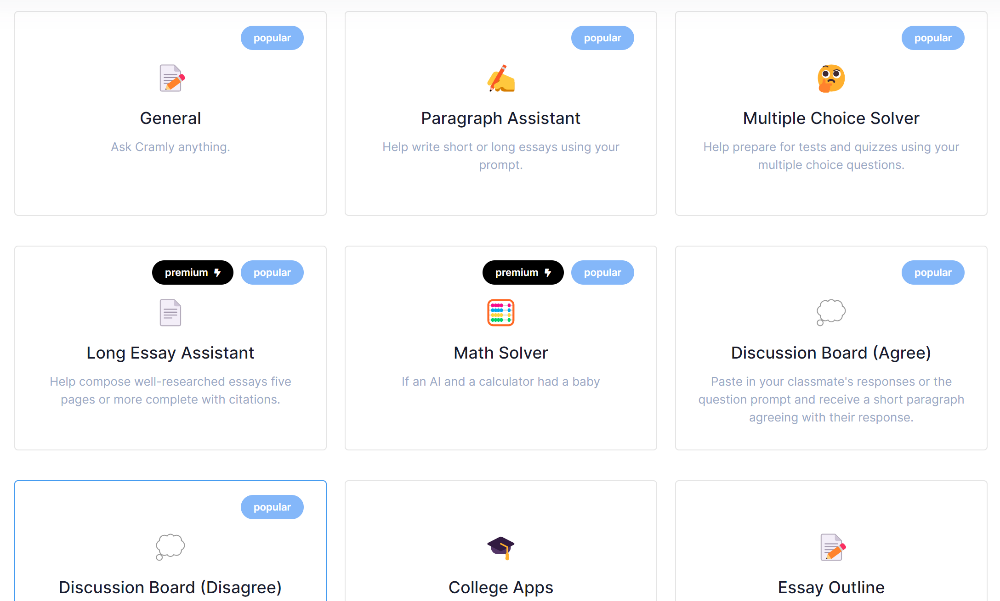 popular
General
Ask Cramly anything.
popular
Paragraph Assistant
Help write short or long essays using your
prompt.
popular
Multiple Choice Solver
Help prepare for tests and quizzes using your
multiple choice questions.
premium popular
Long Essay Assistant
Help compose well-researched essays five
pages or more complete with citations.
premium popular
Math Solver
If an AI and a calculator had a baby
popular
Discussion Board (Agree)
Paste in your classmate's responses or the
question prompt and receive a short paragraph
agreeing with their response.
popular
Discussion Board (Disagree)
College Apps
Essay Outline